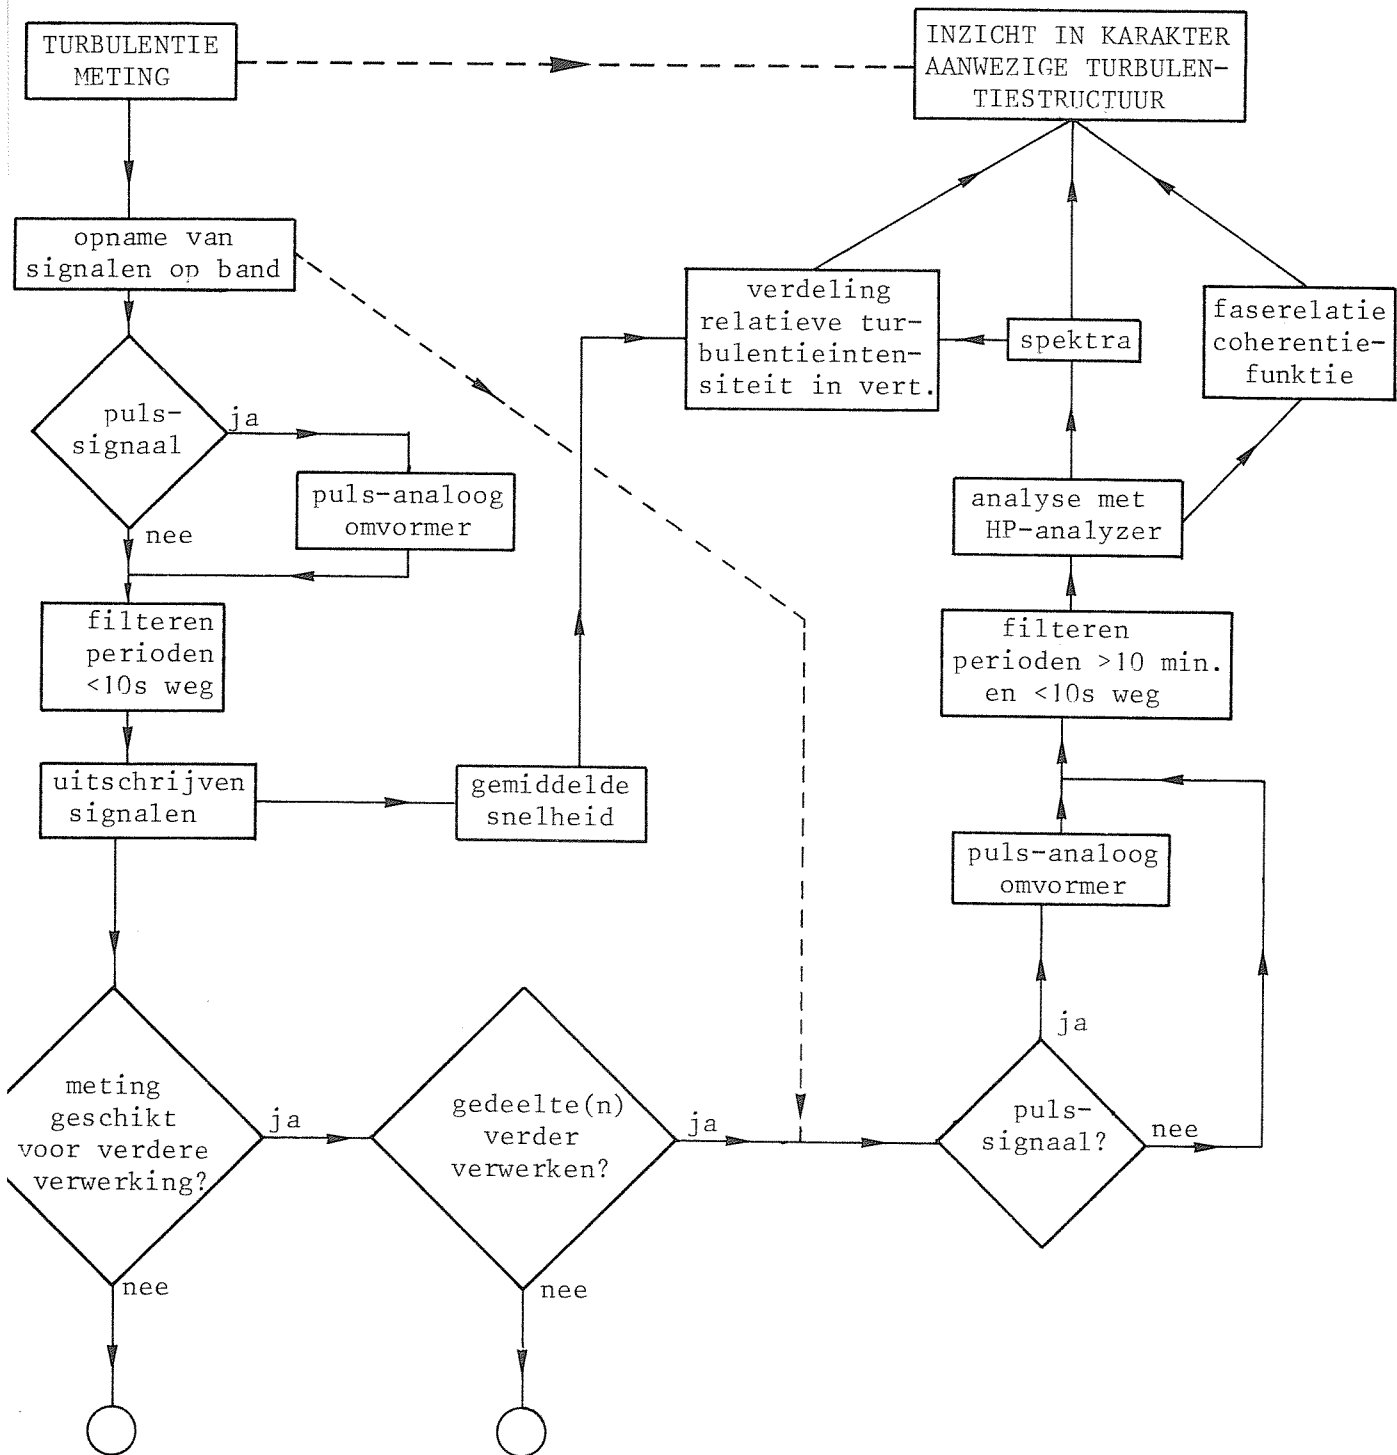 TURBULENTIE
METING
INZICHT IN KARAKTER
AANWEZIGE TURBULEN-
TIESTRUCTUUR
opname van
signalen op band
puls-
signaal
ja
nee
puls-analoog
omvormer
filteren
perioden
<10s weg
uitschrijven
signalen
gemiddelde
snelheid
verdeling
relatieve tur-
bulentieinten-
siteit in vert.
spektra
faserelatie
coherentie-
funktie
analyse met
HP-analyzer
filteren
perioden >10 min.
en <10s weg
puls-analoog
omvormer
meting
geschikt
voor verdere
verwerking?
ja
nee
gedeelte(n)
verder
verwerken?
ja
nee
puls-
signaal?
ja
nee